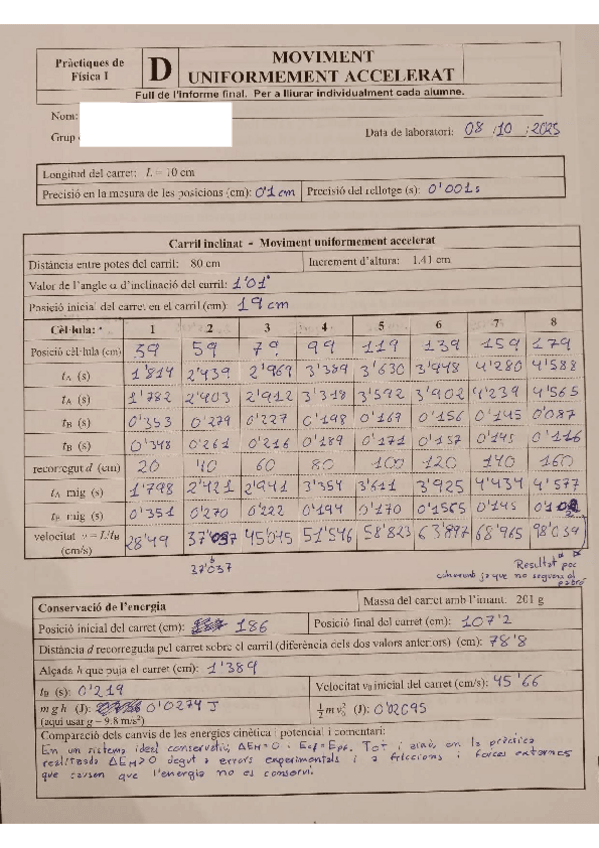 Pràctiques de Física I
D
MOVIMENT UNIFORMEMENT ACCELERAT
Full de l'Informe final. Per a lliurar individualment cada alumne.
Nom:
Grup
Data de laboratori: 08 / 10 / 2025
Longitud del carret: L = 10 cm
Precisió en la mesura de les posicions (cm): 0'1 cm Precisió del rellotge (s): 0'001s
Carril inclinat - Moviment uniformement accelerat
Distància entre potes del carril: 80 cm Increment d'altura: 1.41 cm
Valor de l'angle α d'inclinació del carril: 1'01°
Posició inicial del carret en el carril (cm): 19 cm
Cèl·lula: 1 2 3 4 5 6 7 8
Posició cèl·lula (cm) 39 59 79 99 119 139 159 179
tA (s) 1'814 2'439 2'969 3'389 3'630 3'948 4'280 4'588
tA (s) 1'782 2'403 2'912 3'318 3'592 3'902 4'239 4'565
tB (s) 0'353 0'279 0'227 0'198 0'169 0'156 0'145 0'087
tB (s) 0'348 0'261 0'216 0'189 0'171 0'157 0'145 0'116
recorregut d (cm) 20 40 60 80 100 120 140 160
tA mig (s) 1'798 2'421 2'941 3'354 3'611 3'925 4'434 4'577
tB mig (s) 0'351 0'270 0'222 0'194 0'170 0'1565 0'145
velocitat v = L/tB (cm/s) 28'49 37'037 45'045 51'546 58'823 63'897 68'965 98'039
37'037
Resultat poc
coherent ja que no segueix el
patró
Conservació de l'energia Massa del carret amb l'imant: 201 g
Posició inicial del carret (cm): 186 Posició final del carret (cm): 107'2
Distància d recorreguda pel carret sobre el carril (diferència dels dos valors anteriors) (cm): 78'8
Alçada h que puja el carret (cm): 1'389
tB (s): 0'219 Velocitat v0 inicial del carret (cm/s): 45'66
m g h (J): 0'0274 J ½ m v0² (J): 0'02095
(aquí usar g = 9.8 m/s²)
Comparació dels canvis de les energies cinètica i potencial i comentari:
En un sistema ideal conservatiu, ΔEM = 0 · Ecf = Epf. Tot i això, en la pràctica
realitzada ΔEM > 0 degut a errors experimentals i a friccions i forces externes
que causen que l'energia no es conservi.